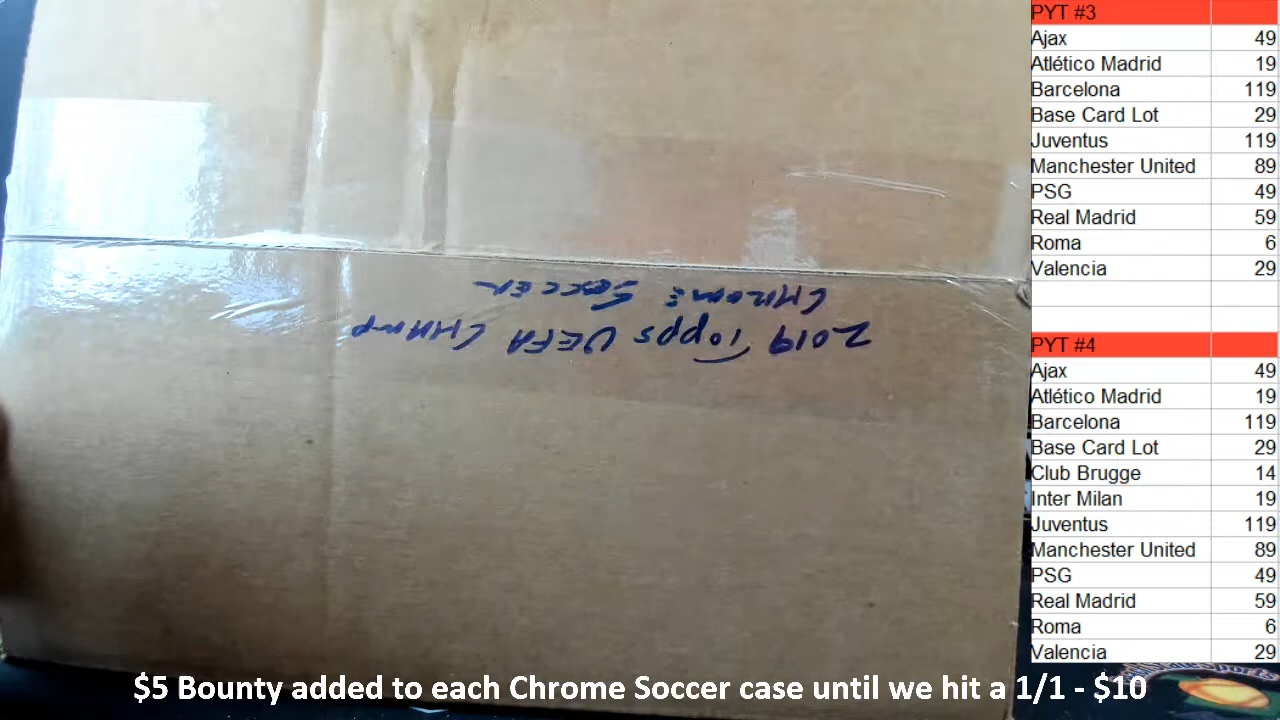 2019 Topps UEFA CHAmp
CHROME SOCCER
PYT #3
Ajax 49
Atlético Madrid 19
Barcelona 119
Base Card Lot 29
Juventus 119
Manchester United 89
PSG 49
Real Madrid 59
Roma 6
Valencia 29
PYT #4
Ajax 49
Atlético Madrid 19
Barcelona 119
Base Card Lot 29
Club Brugge 14
Inter Milan 19
Juventus 119
Manchester United 89
PSG 49
Real Madrid 59
Roma 6
Valencia 29
$5 Bounty added to each Chrome Soccer case until we hit a 1/1 - $10